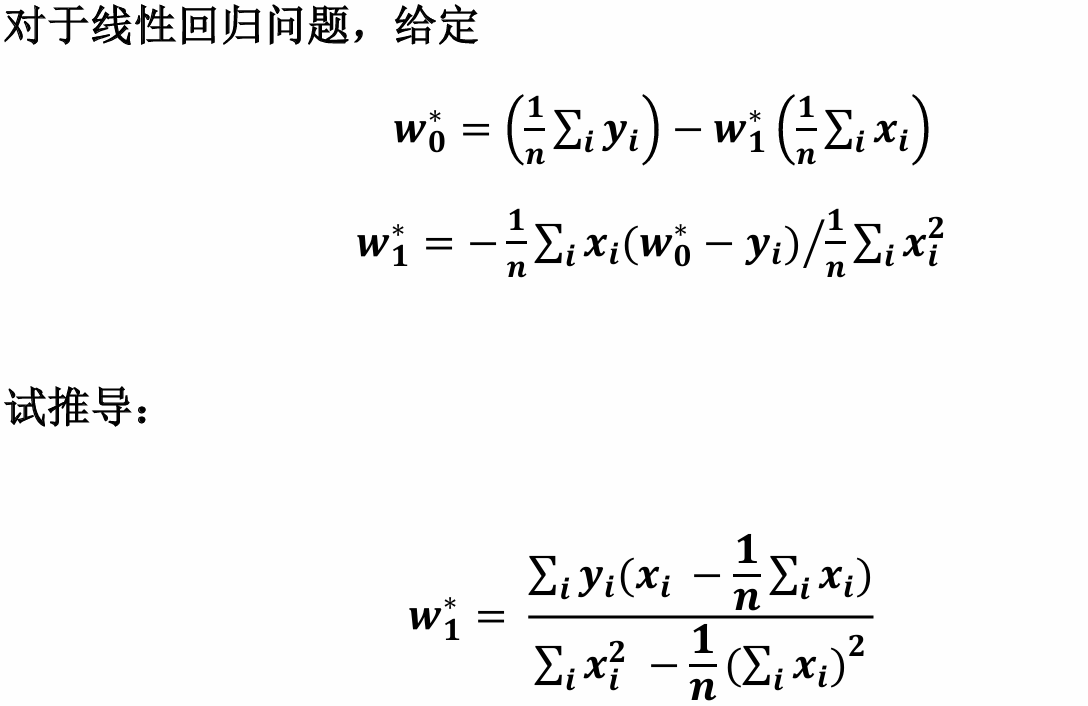 对于线性回归问题，给定
w₀* = (1/n ∑ᵢ yᵢ) − w₁* (1/n ∑ᵢ xᵢ)
w₁* = − 1/n ∑ᵢ xᵢ(w₀* − yᵢ) / 1/n ∑ᵢ xᵢ²
试推导：
w₁* = (∑ᵢ yᵢ(xᵢ − 1/n ∑ᵢ xᵢ)) / (∑ᵢ xᵢ² − 1/n (∑ᵢ xᵢ)²)